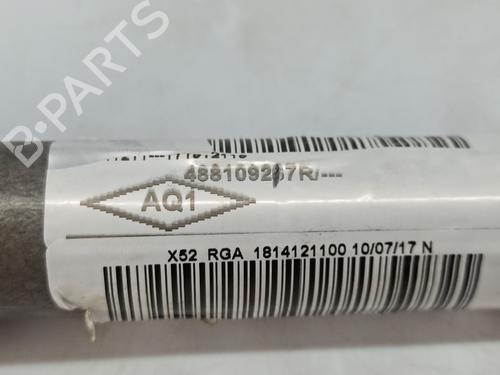 B-PARTS
488109267R/---
AQ1
X52 RGA 1814121100 10/07/17 N